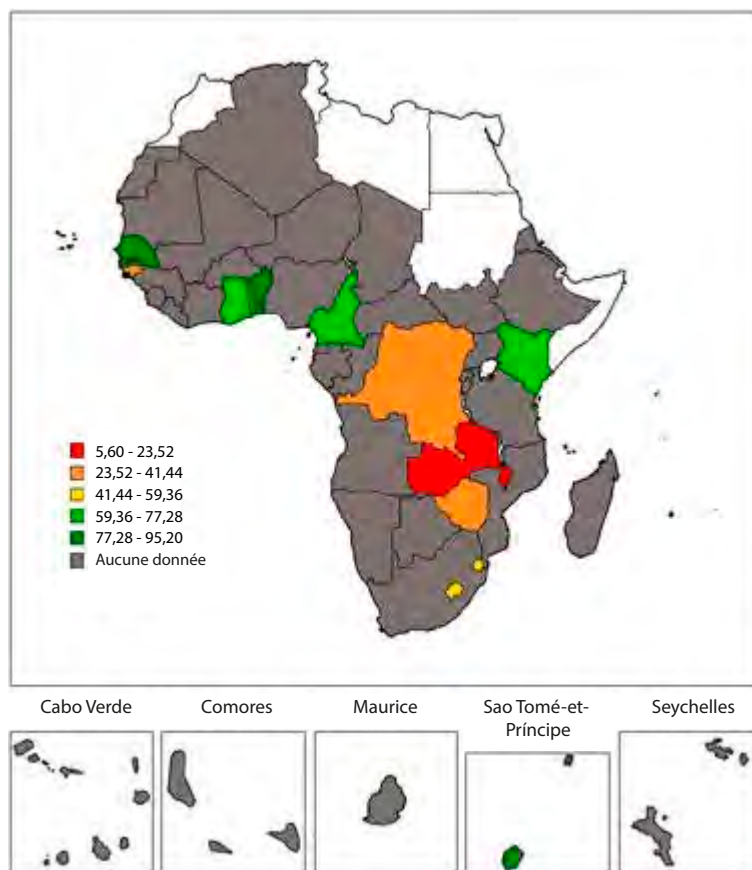 5,60 - 23,52
23,52 - 41,44
41,44 - 59,36
59,36 - 77,28
77,28 - 95,20
Aucune donnée
Cabo Verde
Comores
Maurice
Sao Tomé-et-
Príncipe
Seychelles